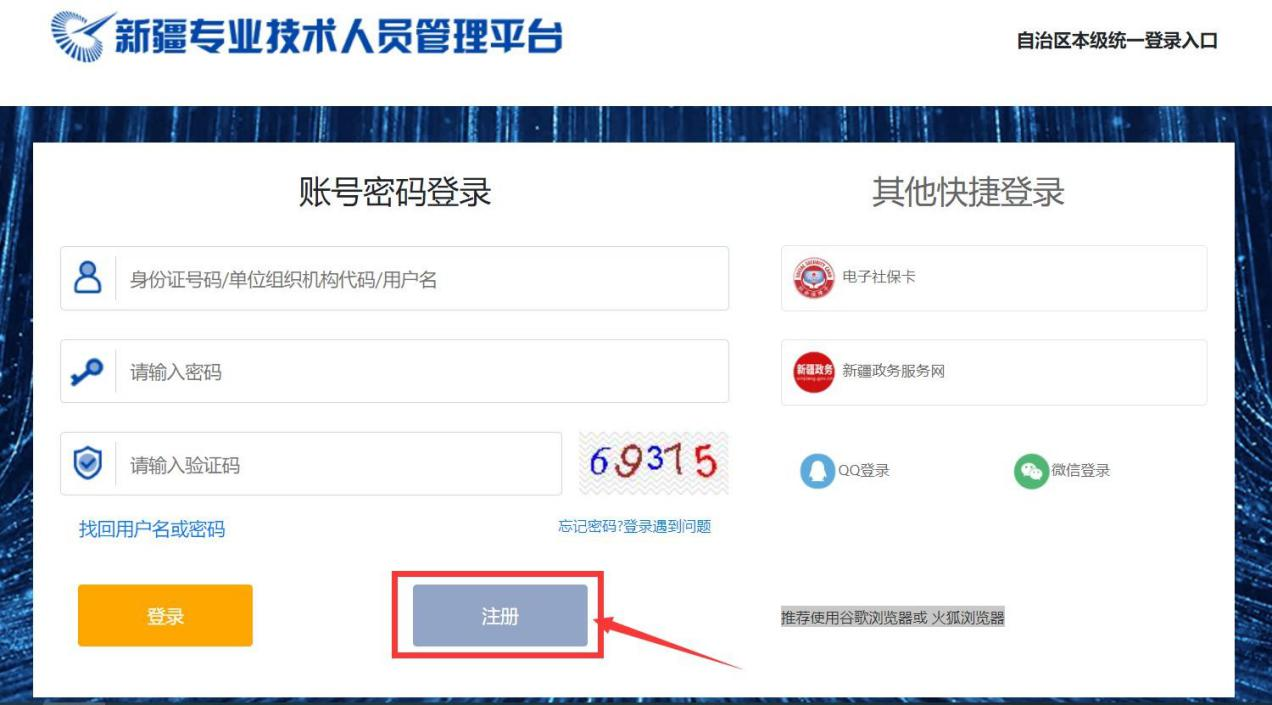 新疆专业技术人员管理平台
自治区本级统一登录入口
账号密码登录
其他快捷登录
身份证号码/单位组织机构代码/用户名
电子社保卡
请输入密码
新疆政务
新疆政务服务网
请输入验证码
69375
QQ登录
微信登录
找回用户名或密码
忘记密码?登录遇到问题
登录
注册
推荐使用谷歌浏览器或 火狐浏览器